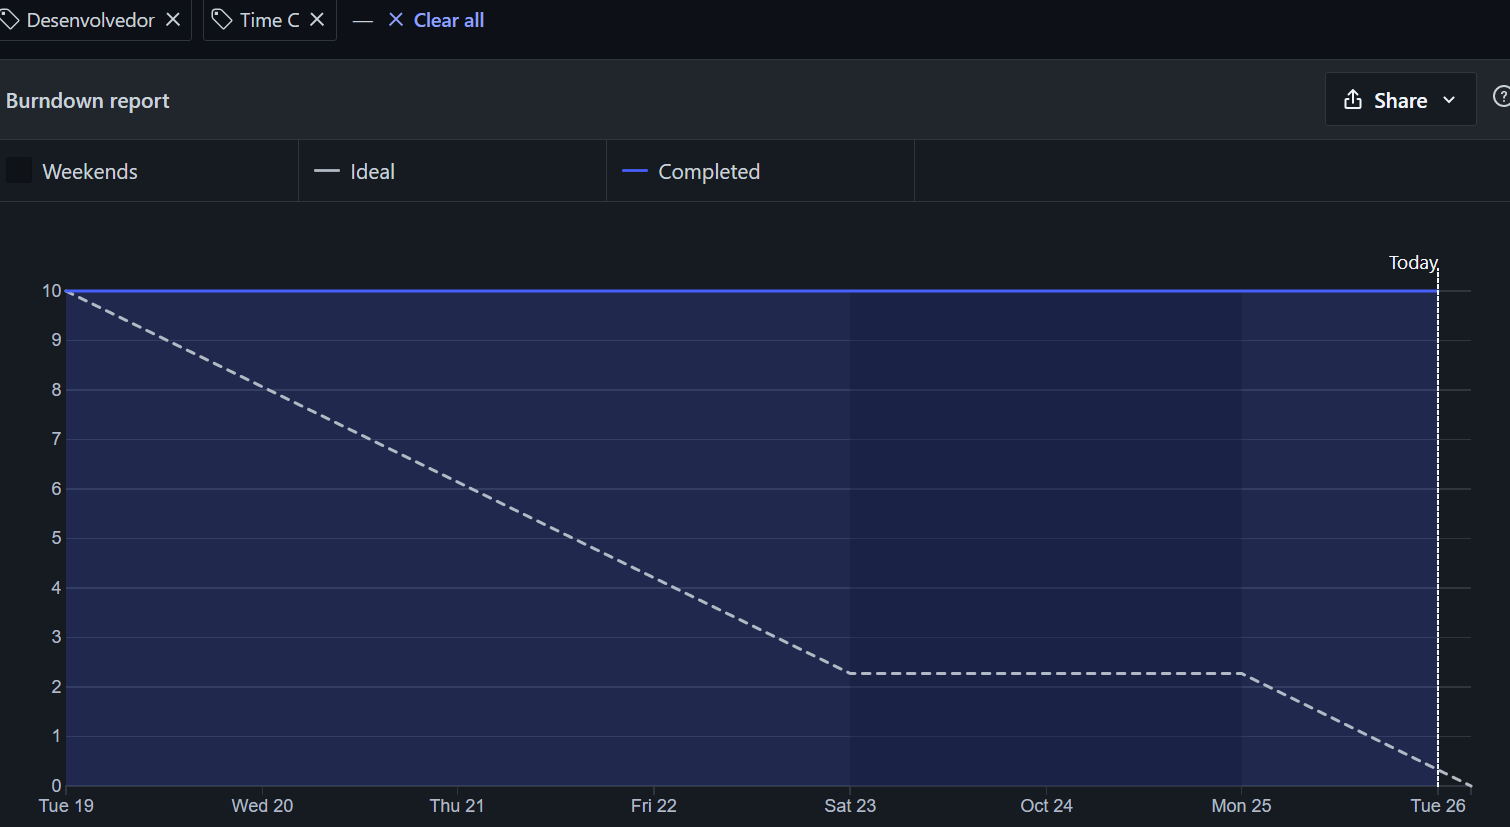 Desenvolvedor Time C — Clear all
Burndown report
Share
Weekends
Ideal
Completed
Today
10
9
8
7
6
5
4
3
2
1
0
Tue 19 Wed 20 Thu 21 Fri 22 Sat 23 Oct 24 Mon 25 Tue 26